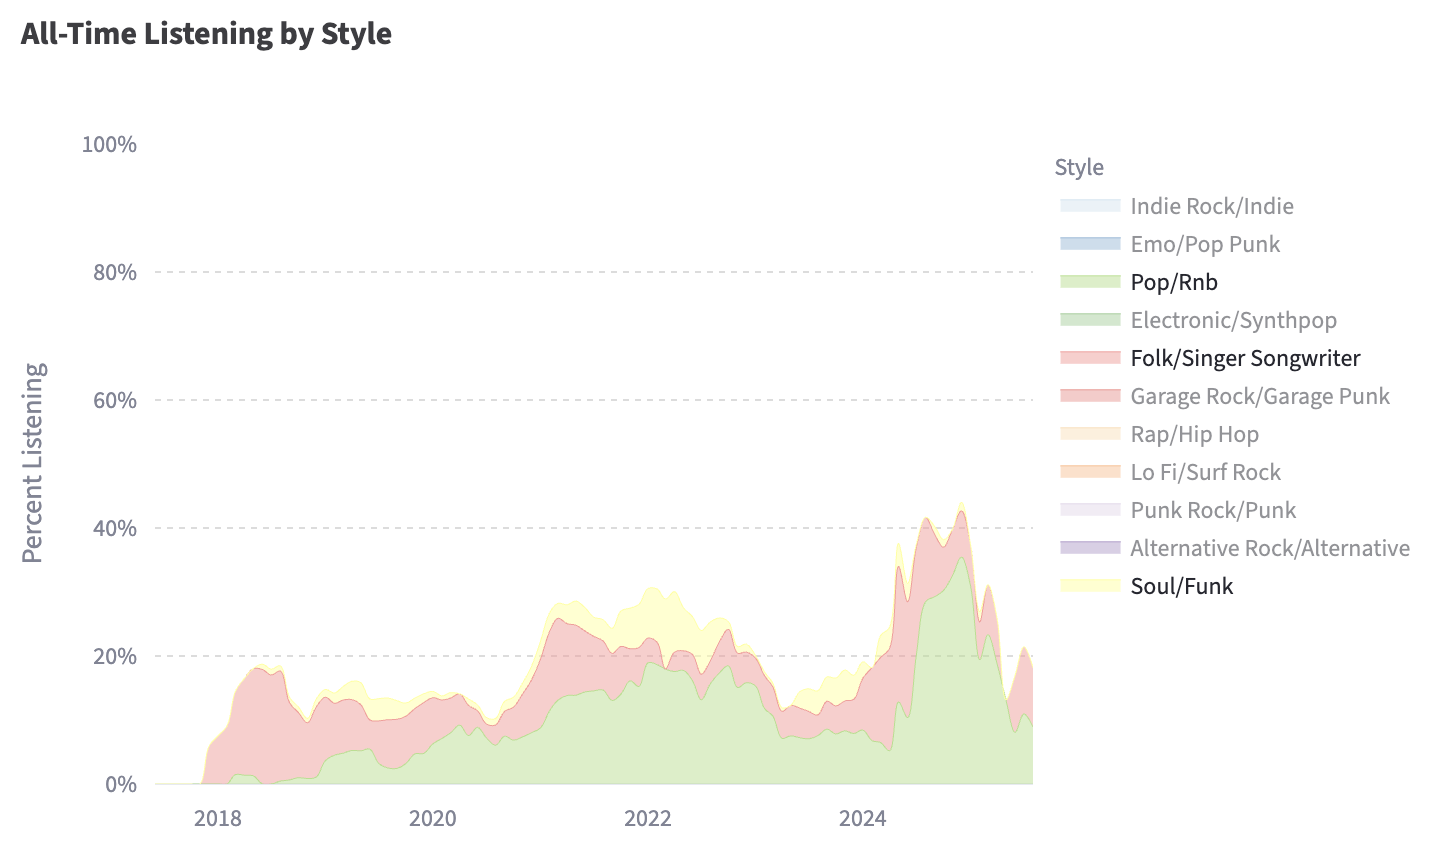 All-Time Listening by Style
100%
80%
60%
40%
20%
0%
Percent Listening
2018
2020
2022
2024
Style
Indie Rock/Indie
Emo/Pop Punk
Pop/Rnb
Electronic/Synthpop
Folk/Singer Songwriter
Garage Rock/Garage Punk
Rap/Hip Hop
Lo Fi/Surf Rock
Punk Rock/Punk
Alternative Rock/Alternative
Soul/Funk